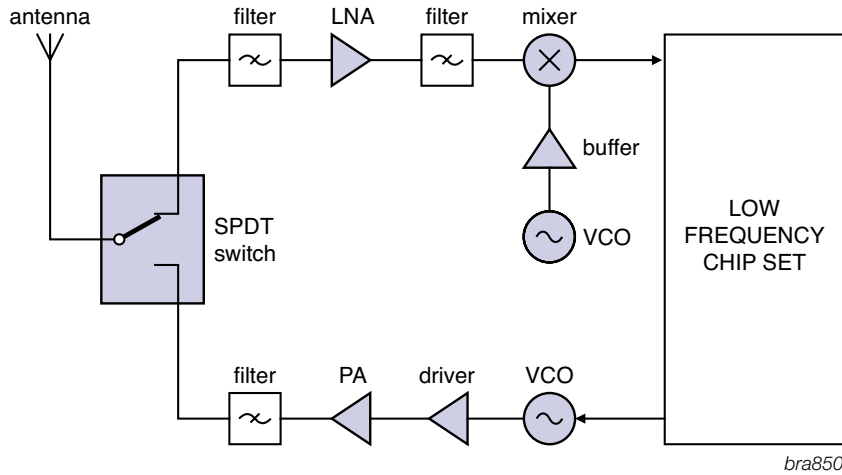 antenna
filter
LNA
filter
mixer
buffer
SPDT
switch
VCO
LOW
FREQUENCY
CHIP SET
filter
PA
driver
VCO
bra850